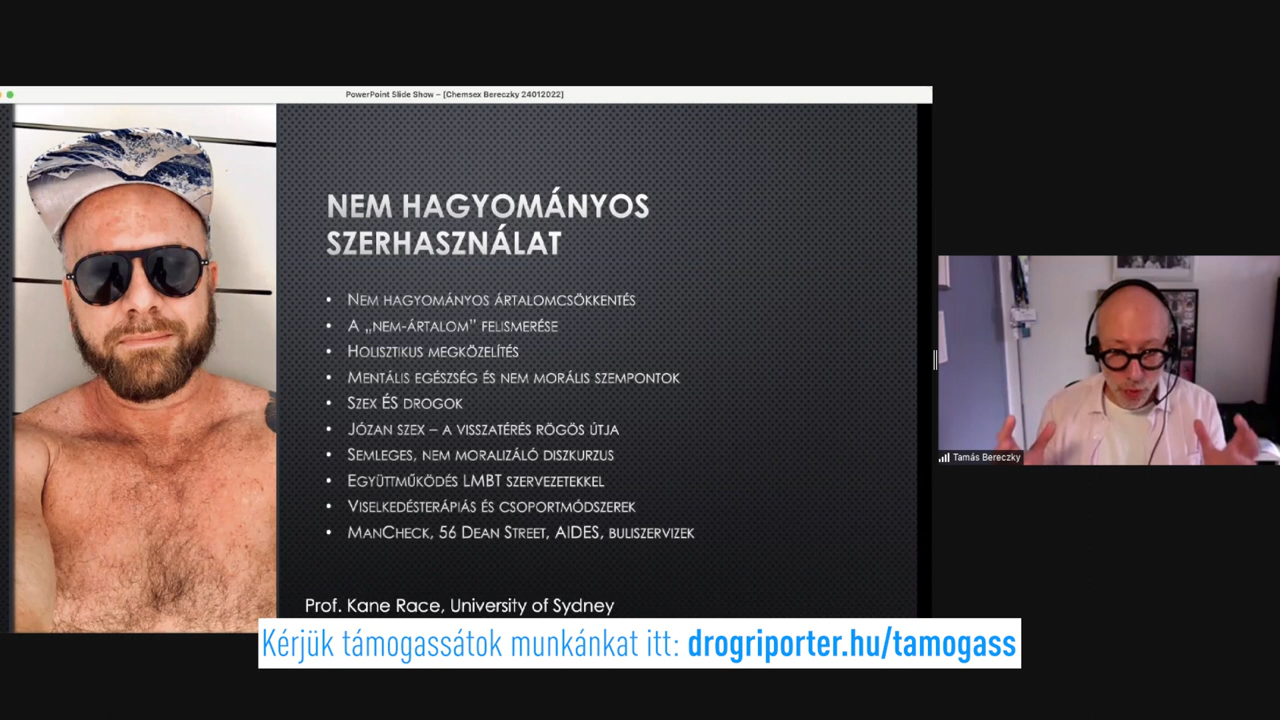 PowerPoint Slide Show – [Chemsex Bereczky 24012022]
NEM HAGYOMÁNYOS
SZERHASZNÁLAT
• NEM HAGYOMÁNYOS ÁRTALOMCSÖKKENTÉS
• A „NEM-ÁRTALOM” FELISMERÉSE
• HOLISZTIKUS MEGKÖZELÍTÉS
• MENTÁLIS EGÉSZSÉG ÉS NEM MORÁLIS SZEMPONTOK
• SZEX ÉS DROGOK
• JÓZAN SZEX – A VISSZATÉRÉS RÖGÖS ÚTJA
• SEMLEGES, NEM MORALIZÁLÓ DISZKURZUS
• EGYÜTTMŰKÖDÉS LMBT SZERVEZETEKKEL
• VISELKEDÉSTERÁPIÁS ÉS CSOPORTMÓDSZEREK
• MANCHECK, 56 DEAN STREET, AIDES, BULISZERVIZEK
Prof. Kane Race, University of Sydney
Tamás Bereczky
Kérjük támogassátok munkánkat itt: drogriporter.hu/tamogass